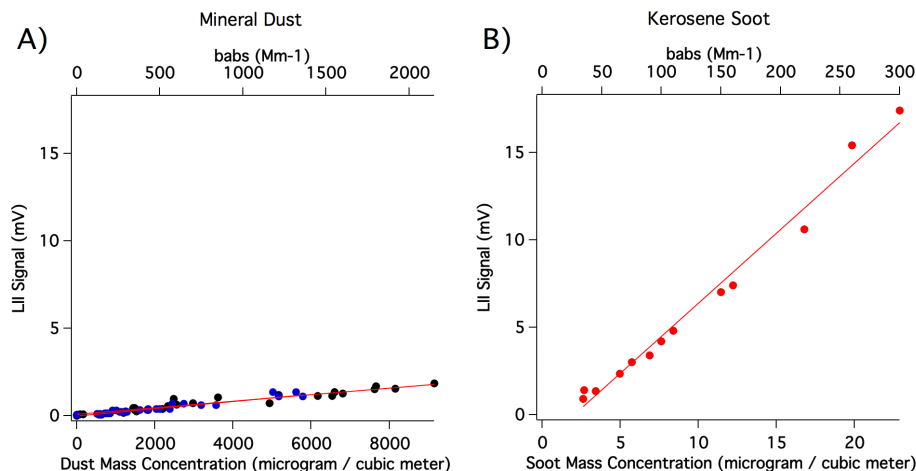 Mineral Dust
A)
babs (Mm-1)
0 500 1000 1500 2000
15
10
5
0
LII Signal (mV)
0 2000 4000 6000 8000
Dust Mass Concentration (microgram / cubic meter)
Kerosene Soot
B)
babs (Mm-1)
0 50 100 150 200 250 300
15
10
5
0
LII Signal (mV)
0 5 10 15 20
Soot Mass Concentration (microgram / cubic meter)